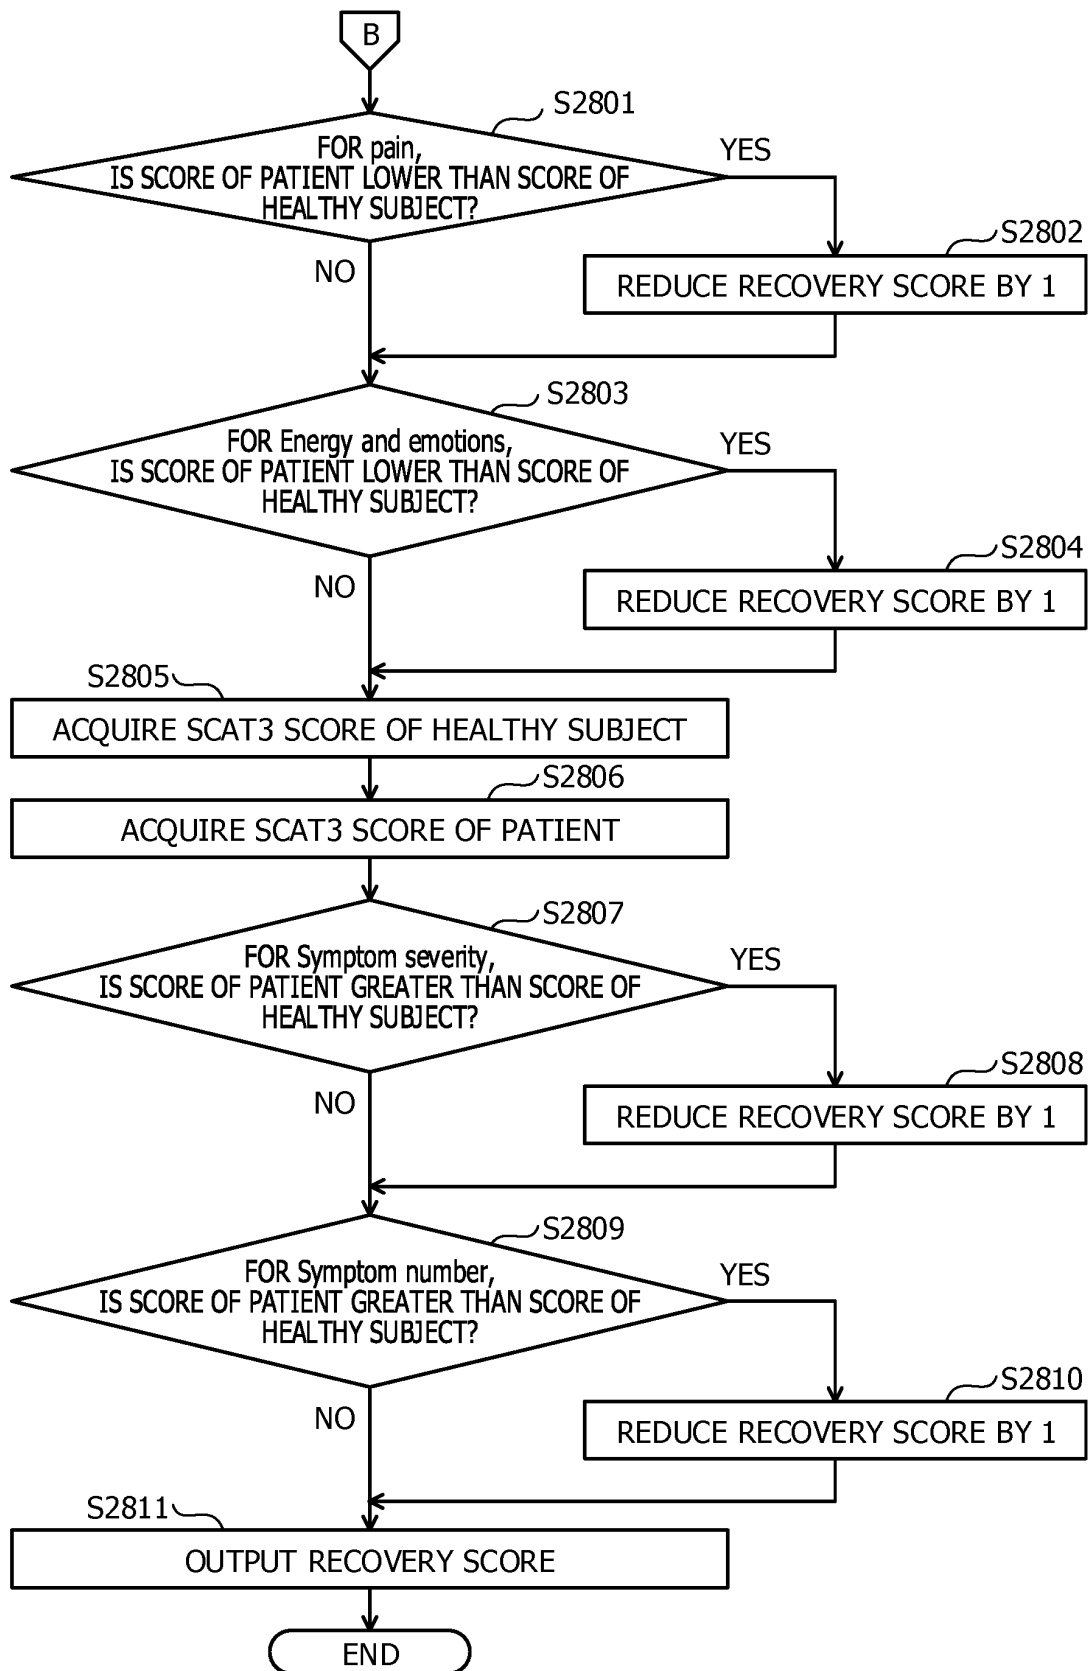 B
S2801
FOR pain,
IS SCORE OF PATIENT LOWER THAN SCORE OF
HEALTHY SUBJECT?
YES
NO
S2802
REDUCE RECOVERY SCORE BY 1
S2803
FOR Energy and emotions,
IS SCORE OF PATIENT LOWER THAN SCORE OF
HEALTHY SUBJECT?
YES
NO
S2804
REDUCE RECOVERY SCORE BY 1
S2805
ACQUIRE SCAT3 SCORE OF HEALTHY SUBJECT
S2806
ACQUIRE SCAT3 SCORE OF PATIENT
S2807
FOR Symptom severity,
IS SCORE OF PATIENT GREATER THAN SCORE OF
HEALTHY SUBJECT?
YES
NO
S2808
REDUCE RECOVERY SCORE BY 1
S2809
FOR Symptom number,
IS SCORE OF PATIENT GREATER THAN SCORE OF
HEALTHY SUBJECT?
YES
NO
S2810
REDUCE RECOVERY SCORE BY 1
S2811
OUTPUT RECOVERY SCORE
END